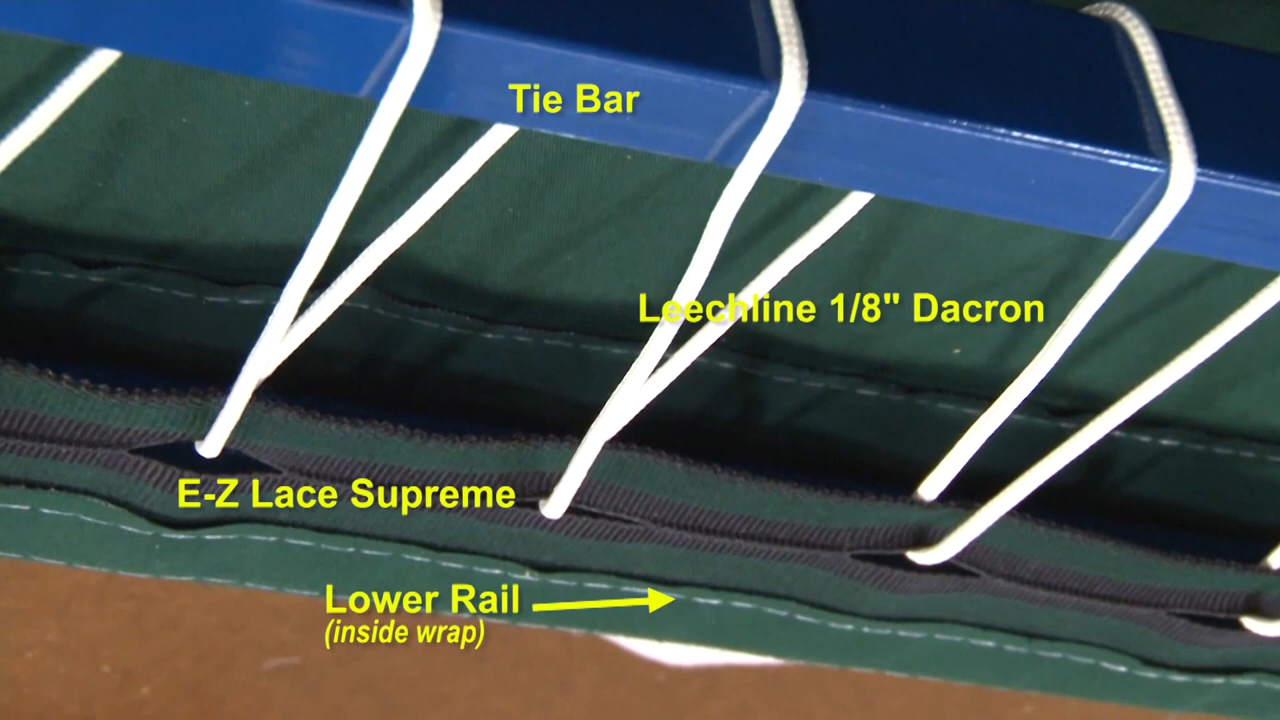 Tie Bar
Leechline 1/8" Dacron
E-Z Lace Supreme
Lower Rail
(inside wrap)